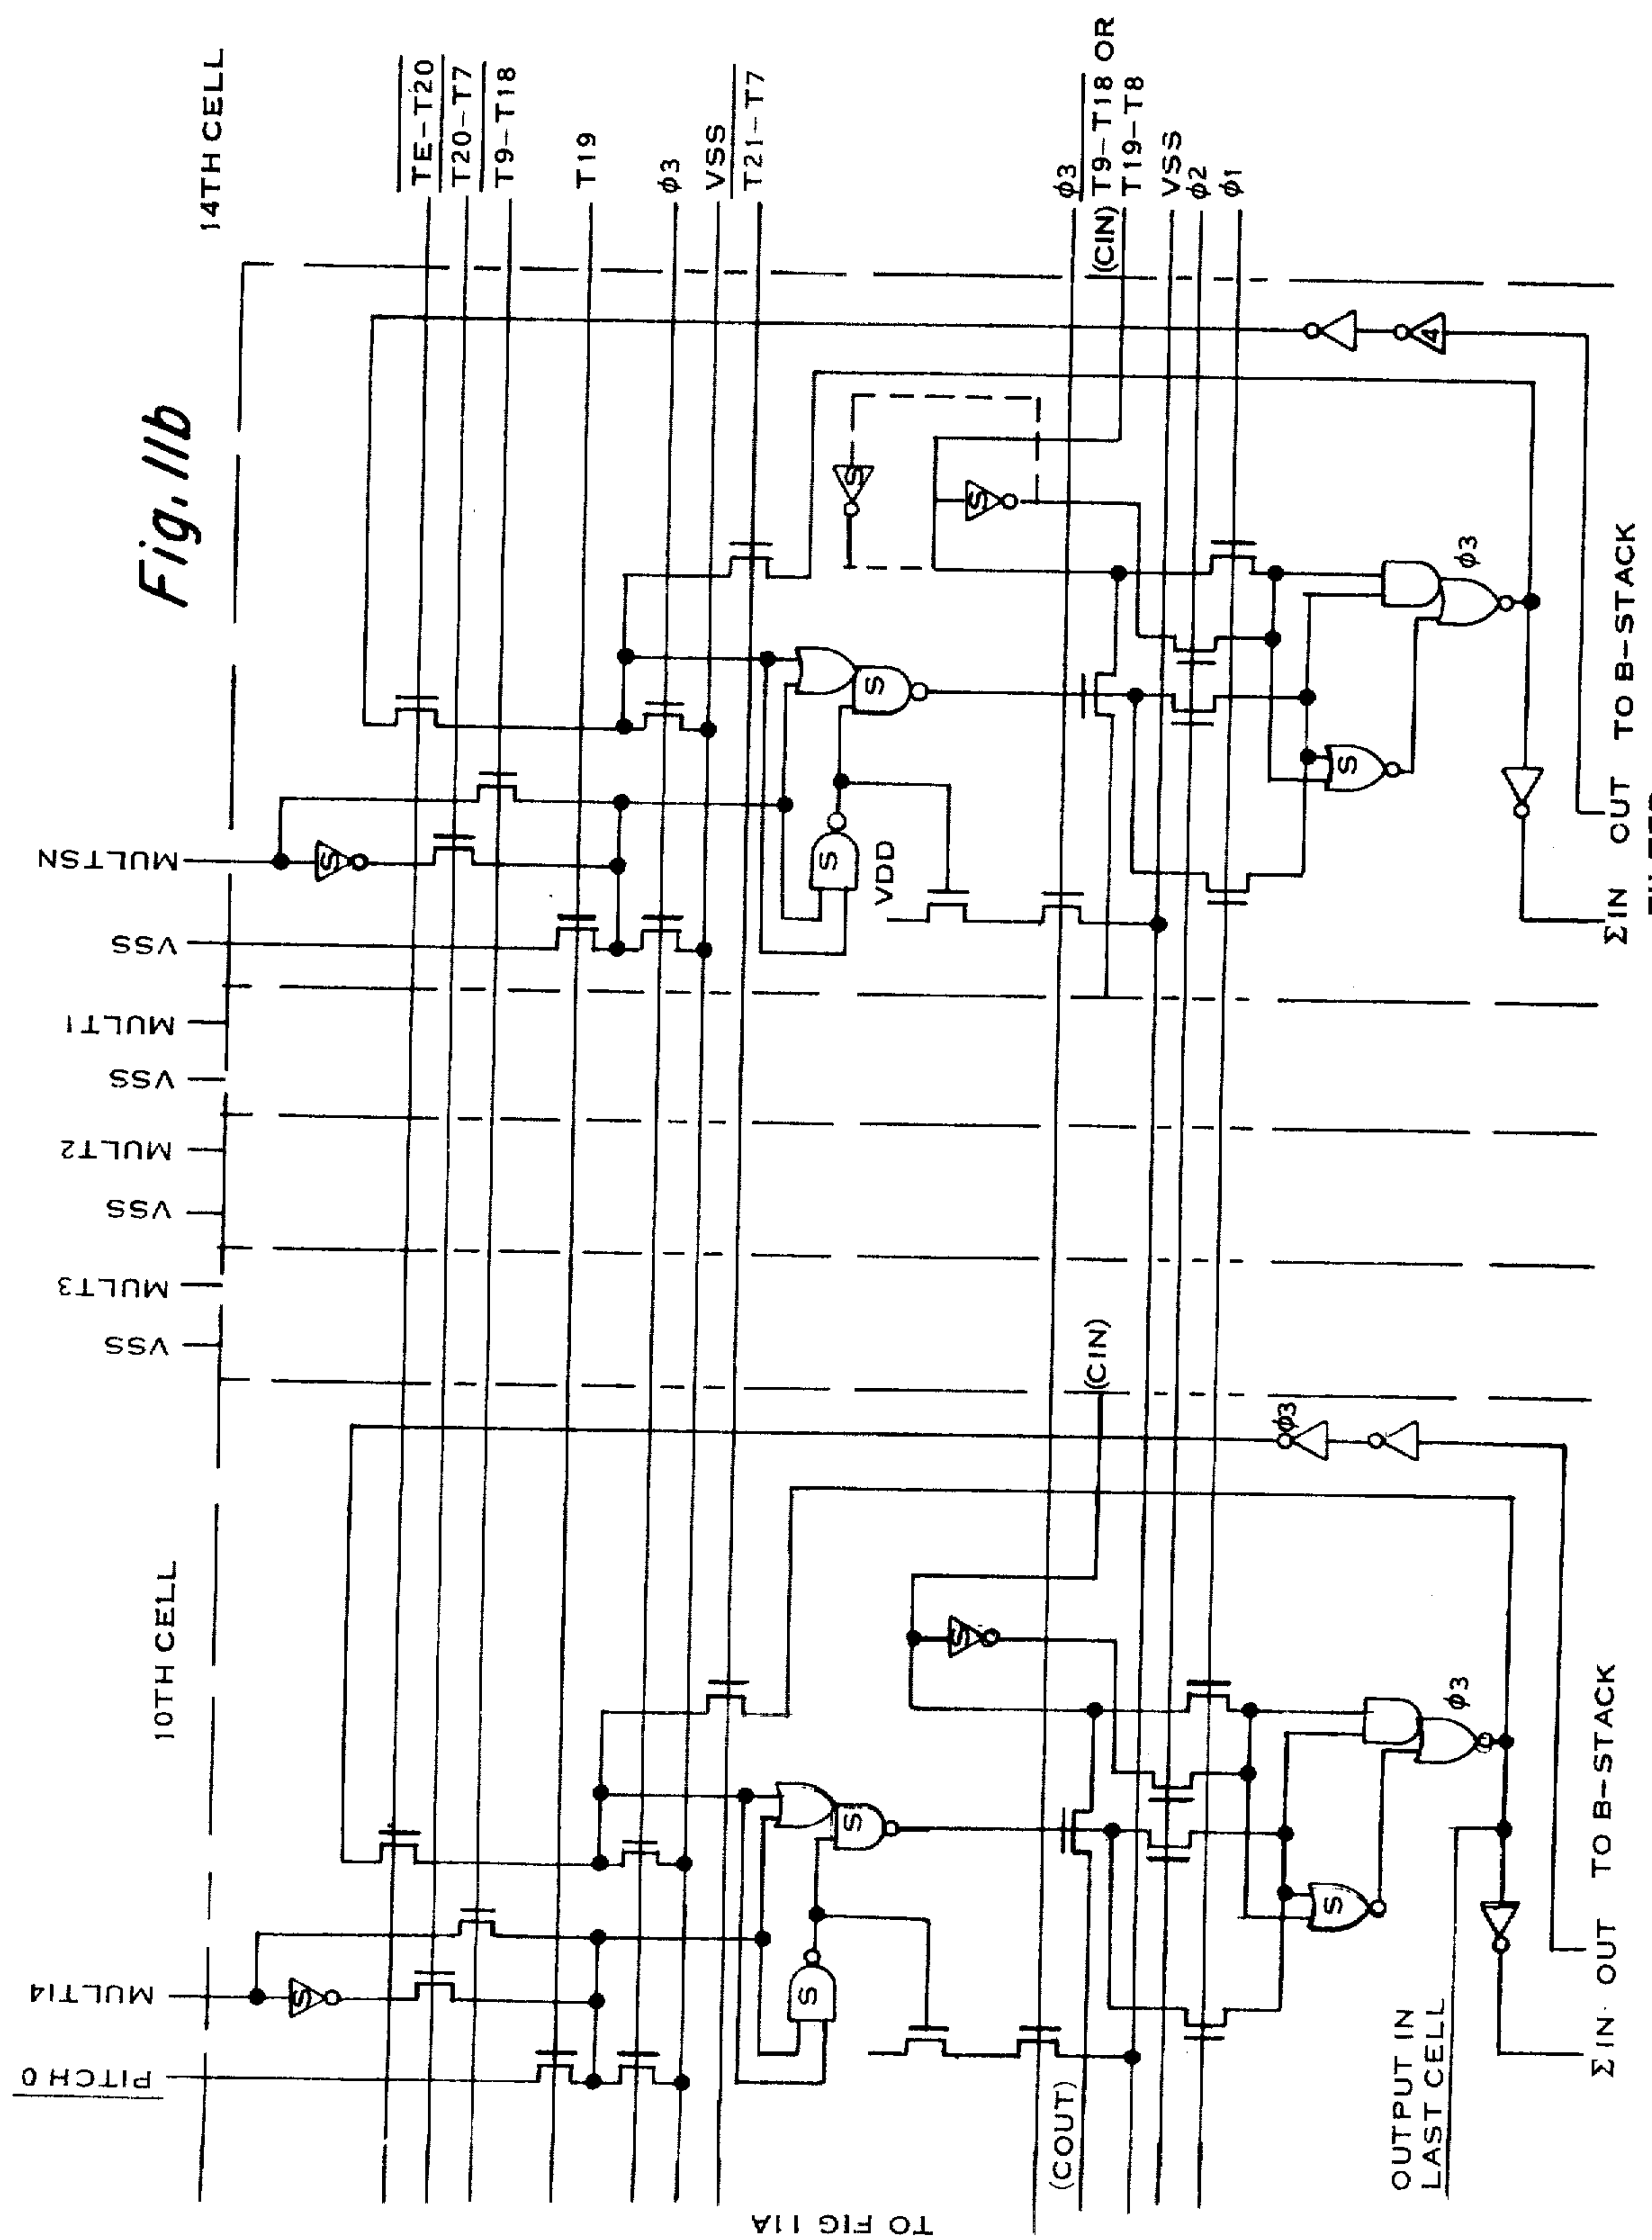 Fig. 11b
14TH CELL
TE-T20
T20-T7
T9-T18
T19
φ3
VSS
T21-T7
φ3
(CIN) T9-T18 OR
T19-T8
VSS
φ2
φ1
MULTSN
VSS
MULT1
VSS
MULT2
VSS
MULT3
VSS
S
S
S
S
S
VDD
S
φ3
4
ΣIN OUT TO B-STACK
10TH CELL
MULT14
PITCH 0
S
S
S
S
S
(CIN)
(COUT)
φ3
φ3
OUTPUT IN
LAST CELL
ΣIN OUT TO B-STACK
TO FIG 11A